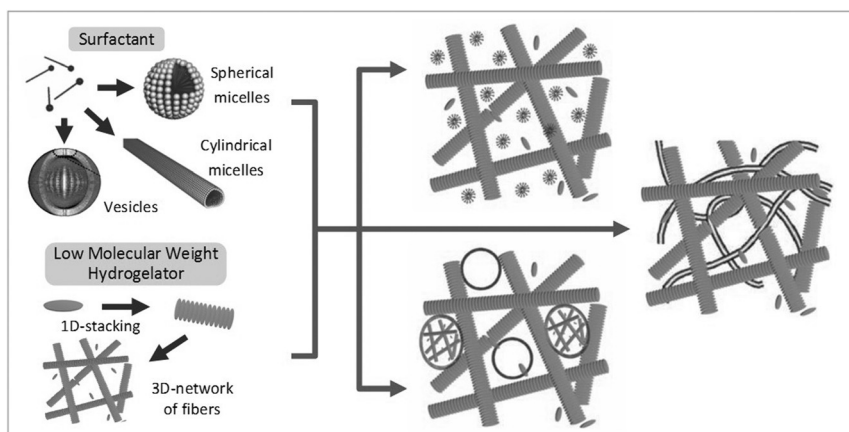 Surfactant
Spherical
micelles
Cylindrical
micelles
Vesicles
Low Molecular Weight
Hydrogelator
1D-stacking
3D-network
of fibers